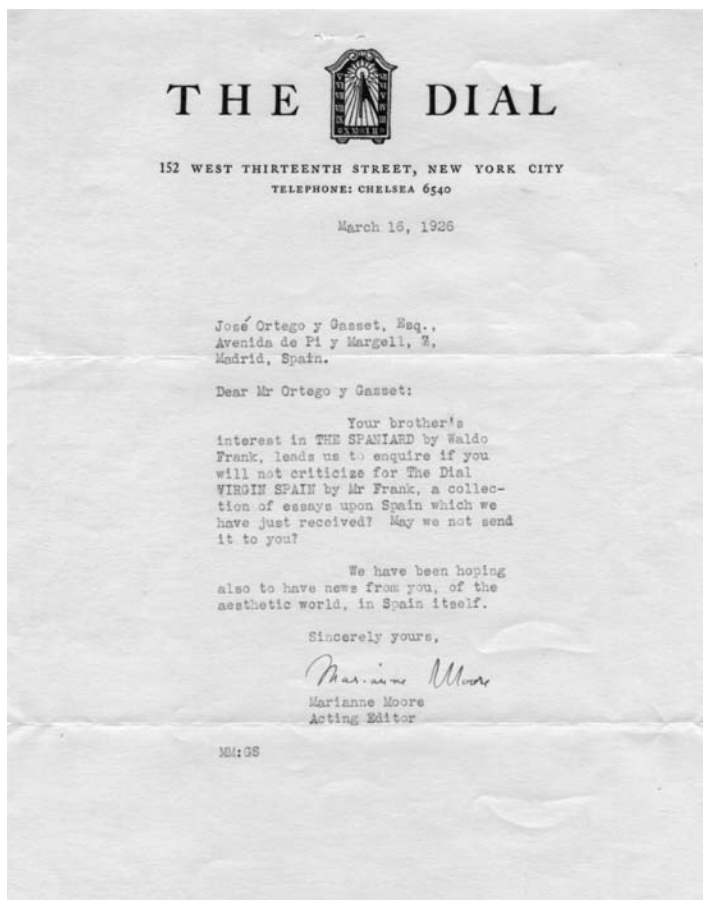 THE DIAL
152 WEST THIRTEENTH STREET, NEW YORK CITY
TELEPHONE: CHELSEA 6540
March 16, 1926
José Ortego y Gasset, Esq.,
Avenida de Pi y Margell,
Madrid, Spain.
Dear Mr Ortego y Gasset:
Your brother's
interest in THE SPANIARD by Waldo
Frank, leads us to enquire if you
will not criticize for The Dial
VIRGIN SPAIN by Mr Frank, a collec-
tion of essays upon Spain which we
have just received? May we not send
it to you?
We have been hoping
also to have news from you, of the
aesthetic world, in Spain itself.
Sincerely yours,
Marianne Moore
Marianne Moore
Acting Editor
MM:GS